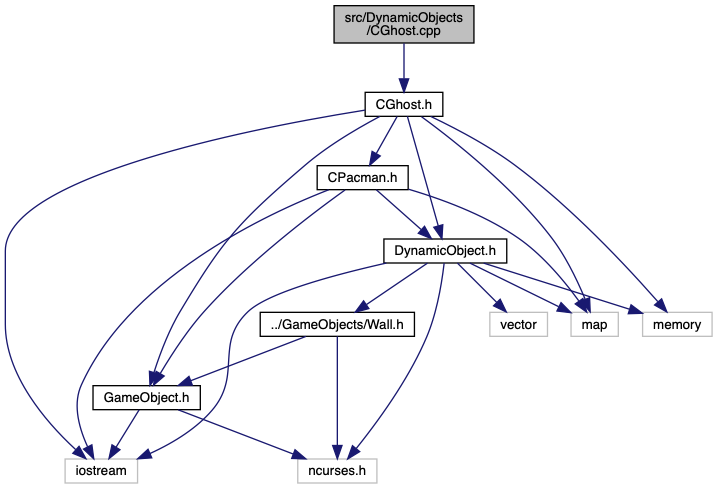 src/DynamicObjects
/CGhost.cpp
CGhost.h
CPacman.h
DynamicObject.h
../GameObjects/Wall.h
vector
map
memory
GameObject.h
iostream
ncurses.h